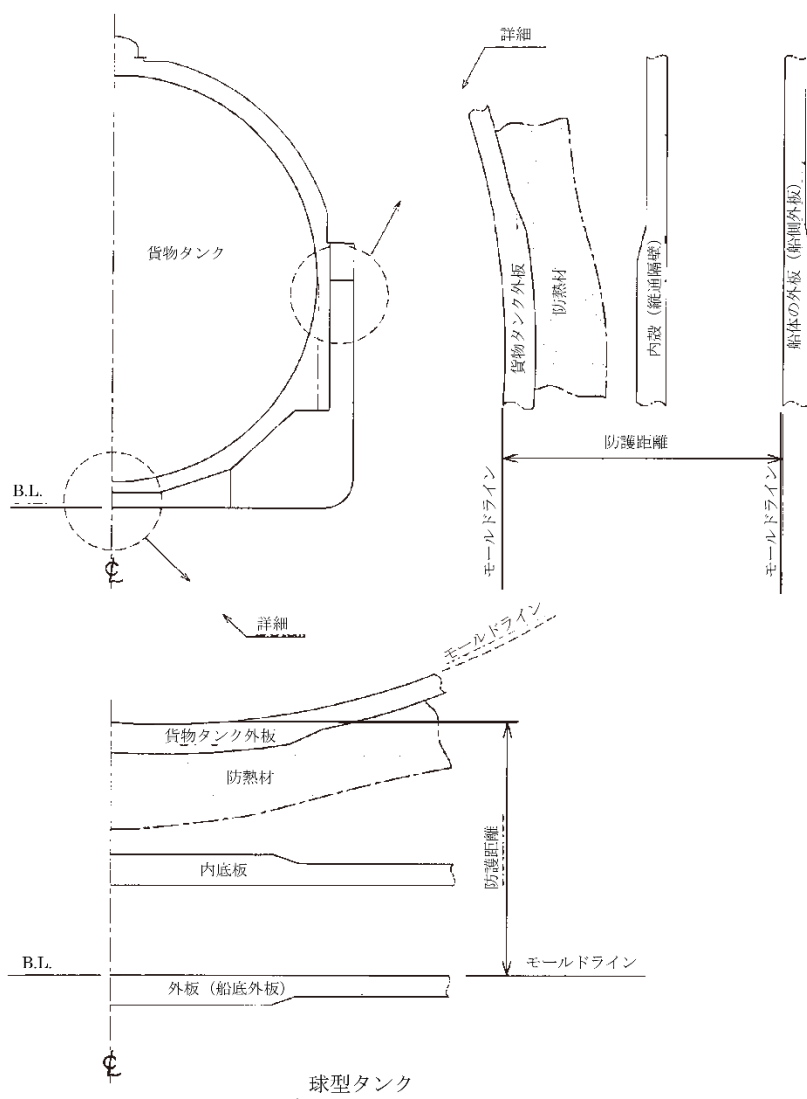 詳細
貨物タンク
貨物タンク外板
防熱材
内殻（縦通隔壁）
船体の外板（船側外板）
防護距離
モールドライン
モールドライン
B.L.
℄
詳細
モールドライン
貨物タンク外板
防熱材
防護距離
内底板
B.L.
モールドライン
外板（船底外板）
℄
球型タンク